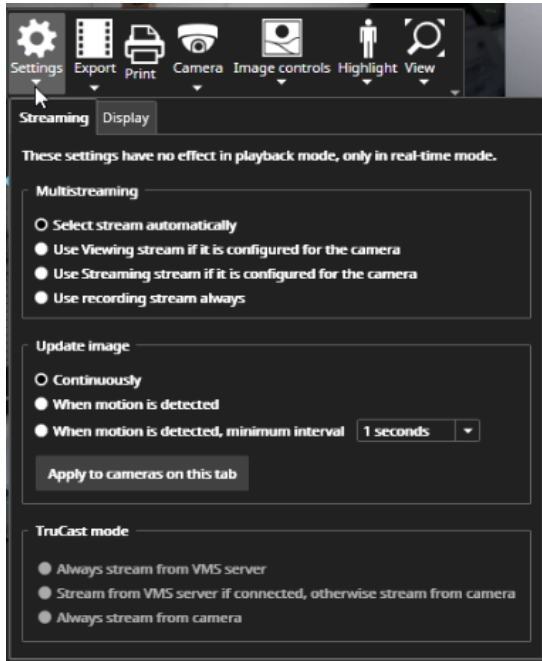 Settings Export Print Camera Image controls Highlight View
Streaming Display
These settings have no effect in playback mode, only in real-time mode.
Multistreaming
Select stream automatically
Use Viewing stream if it is configured for the camera
Use Streaming stream if it is configured for the camera
Use recording stream always
Update image
Continuously
When motion is detected
When motion is detected, minimum interval 1 seconds
Apply to cameras on this tab
TruCast mode
Always stream from VMS server
Stream from VMS server if connected, otherwise stream from camera
Always stream from camera